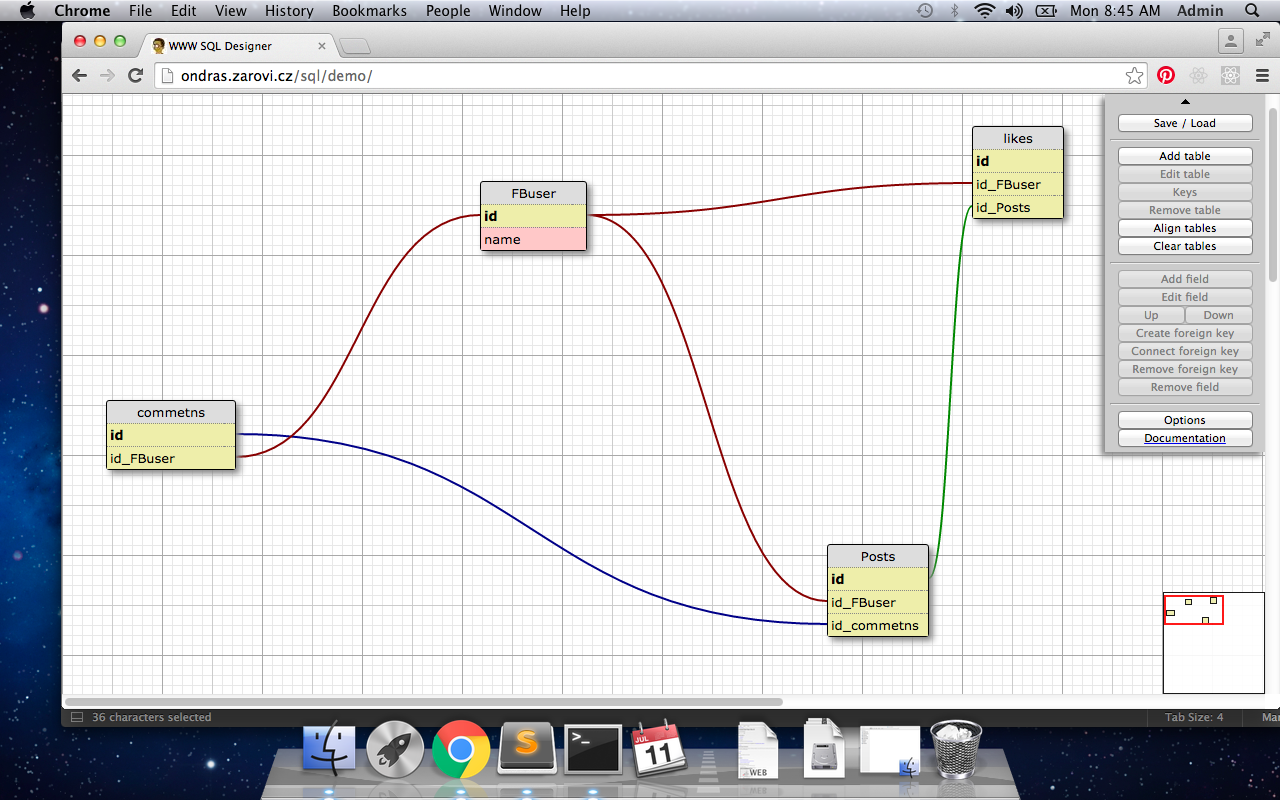 Chrome File Edit View History Bookmarks People Window Help Mon 8:45 AM Admin
WWW SQL Designer
ondras.zarovi.cz/sql/demo/
Save / Load
likes
id
id_FBuser
id_Posts
Add table
Edit table
Keys
Remove table
Align tables
Clear tables
FBuser
id
name
Add field
Edit field
Up Down
Create foreign key
Connect foreign key
Remove foreign key
Remove field
Options
Documentation
commetns
id
id_FBuser
Posts
id
id_FBuser
id_commetns
36 characters selected Tab Size: 4 Mar
S
>_
JUL
11
WEB